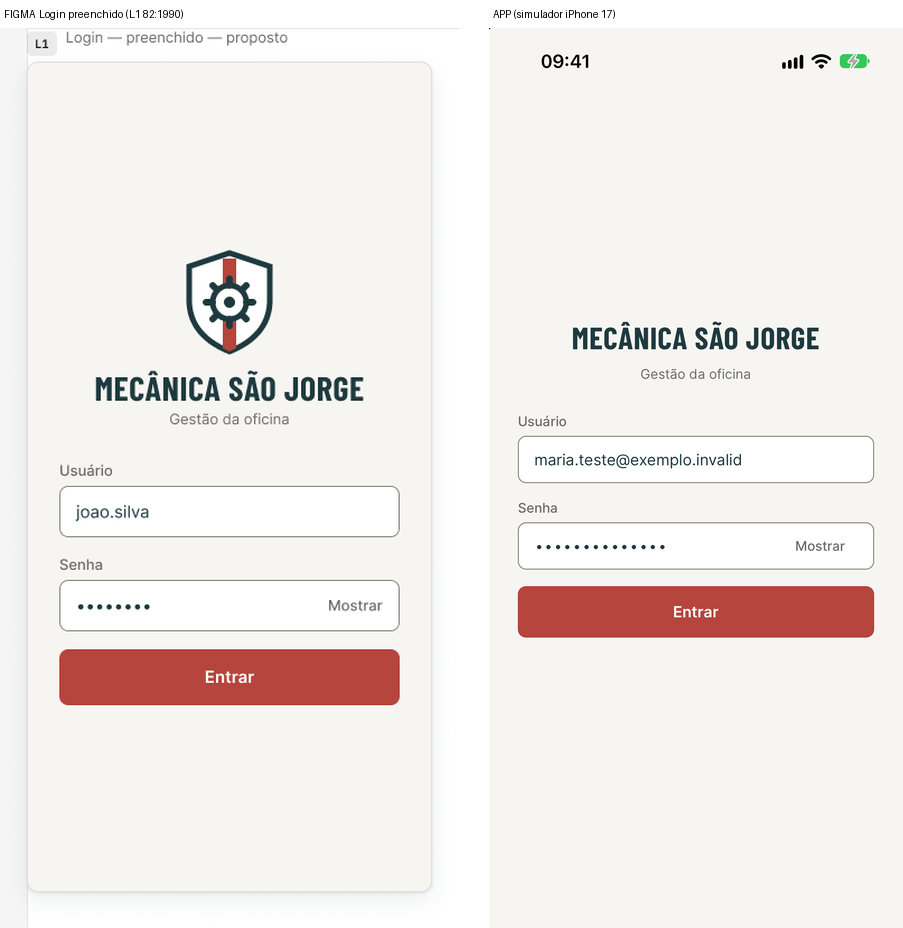 FIGMA Login preenchido (L1 82:1990)
L1
Login — preenchido — proposto
MECÂNICA SÃO JORGE
Gestão da oficina
Usuário
joao.silva
Senha
••••••••
Mostrar
Entrar
APP (simulador iPhone 17)
09:41
MECÂNICA SÃO JORGE
Gestão da oficina
Usuário
maria.teste@exemplo.invalid
Senha
••••••••••••••
Mostrar
Entrar